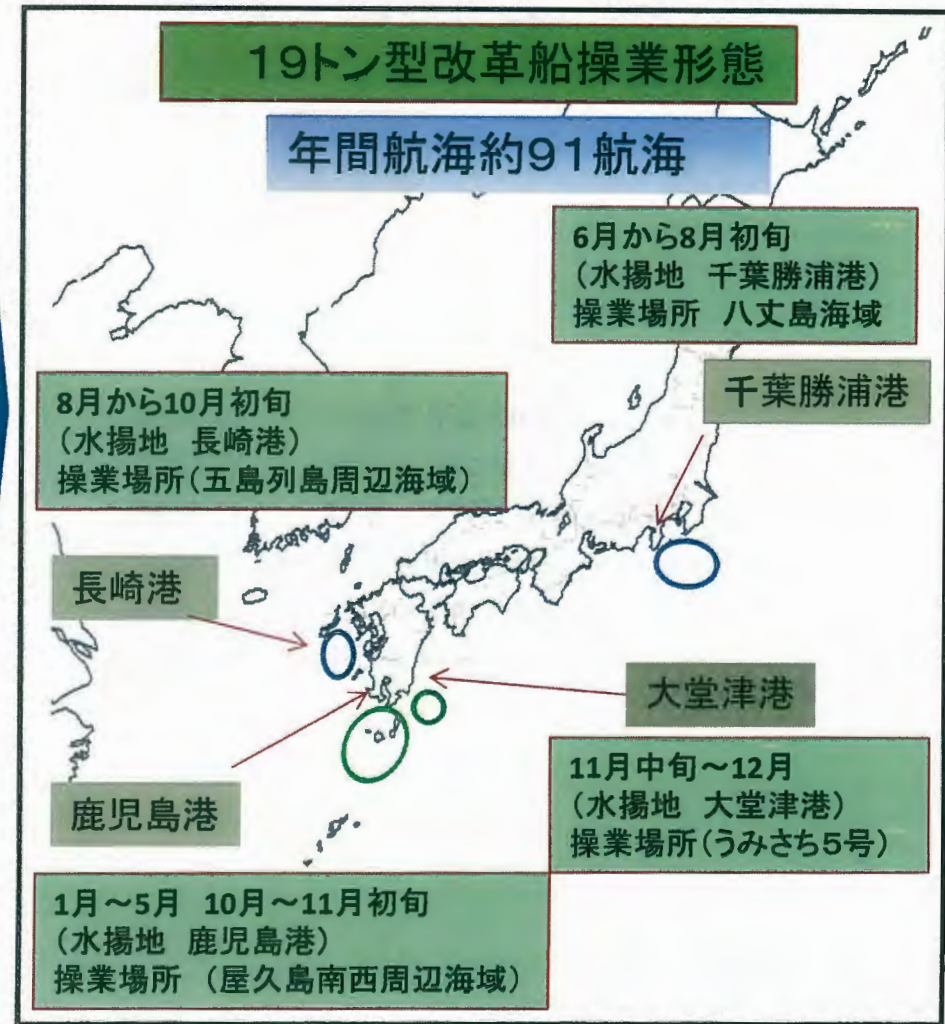 19トン型改革船操業形態
年間航海約91航海
6月から8月初旬
(水揚地 千葉勝浦港)
操業場所 八丈島海域
千葉勝浦港
8月から10月初旬
(水揚地 長崎港)
操業場所(五島列島周辺海域)
長崎港
大堂津港
11月中旬~12月
(水揚地 大堂津港)
操業場所(うみさち5号)
鹿児島港
1月~5月 10月~11月初旬
(水揚地 鹿児島港)
操業場所 (屋久島南西周辺海域)